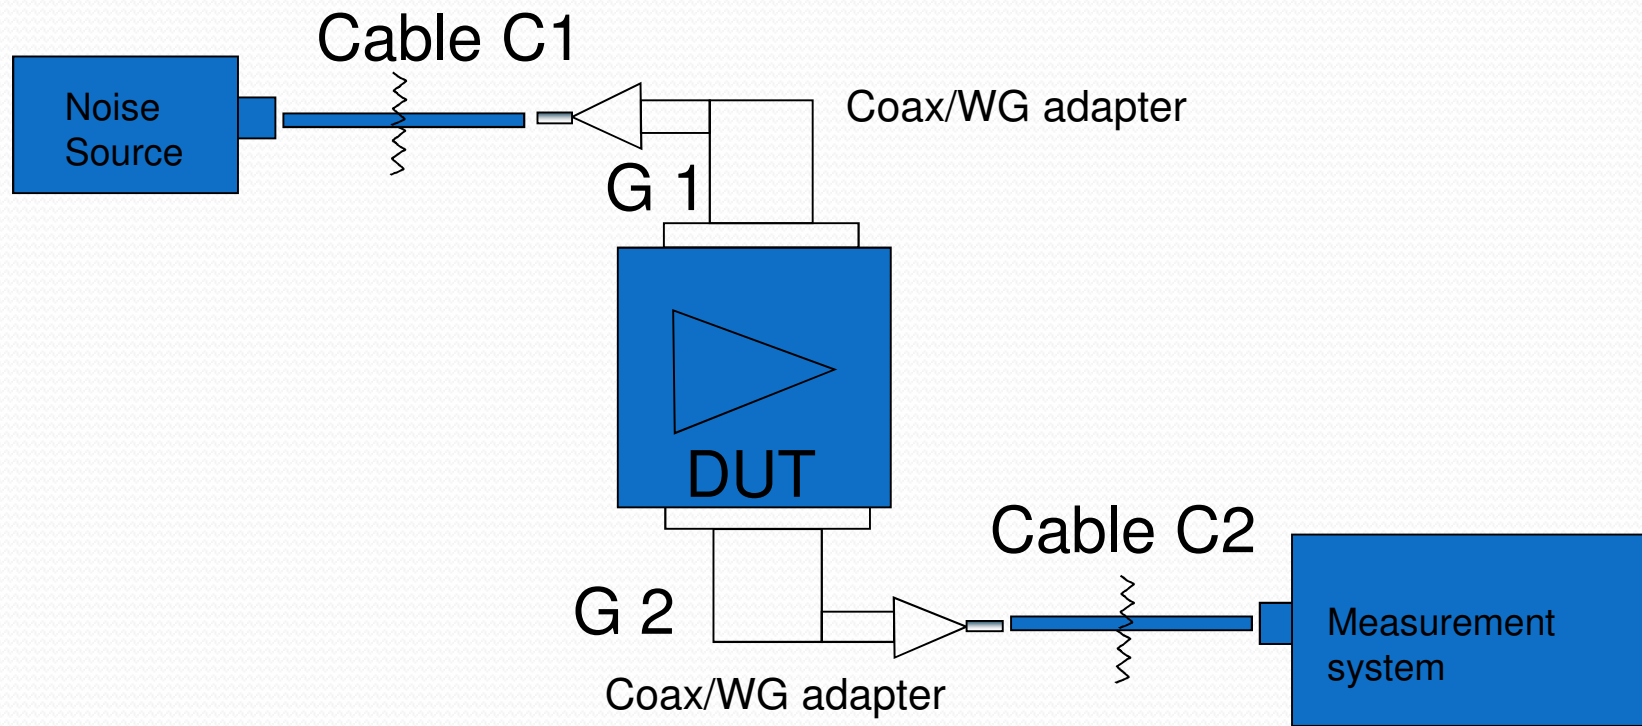 Cable C1
Noise
Source
Coax/WG adapter
G 1
DUT
Cable C2
G 2
Measurement
system
Coax/WG adapter